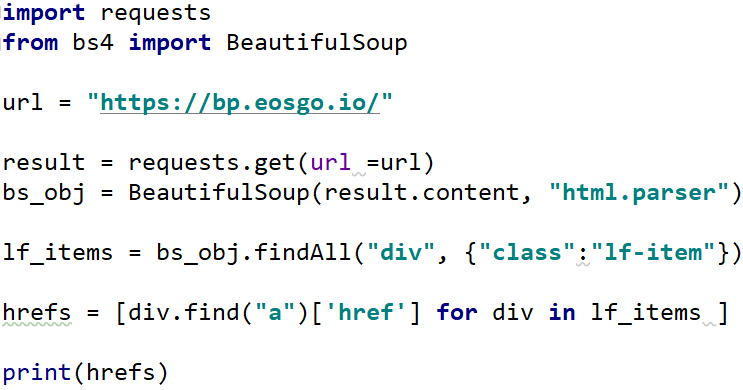 import requests
from bs4 import BeautifulSoup
url = "https://bp.eosgo.io/"
result = requests.get(url =url)
bs_obj = BeautifulSoup(result.content, "html.parser")
lf_items = bs_obj.findAll("div", {"class":"lf-item"})
hrefs = [div.find("a")['href'] for div in lf_items ]
print(hrefs)